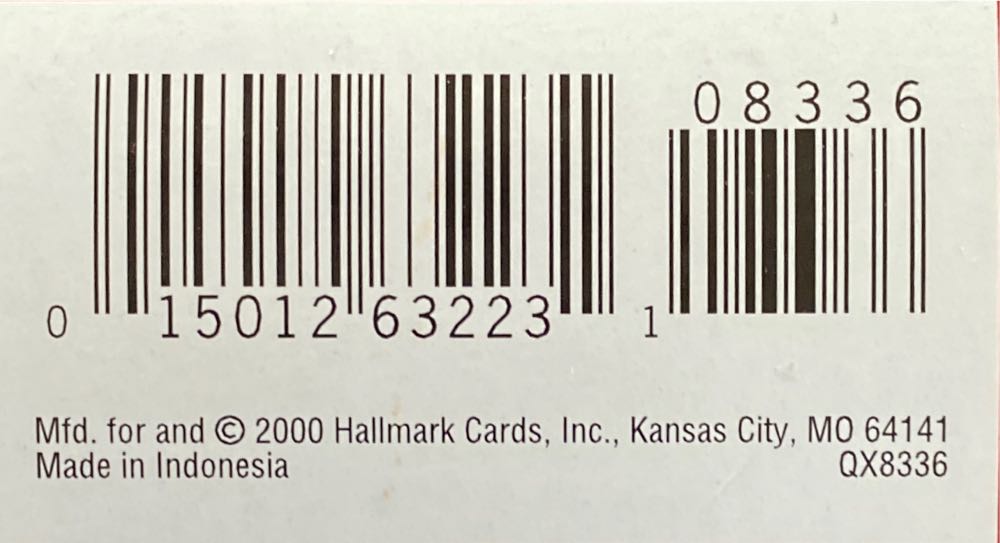 08336
0 15012 63223 1
Mfd. for and © 2000 Hallmark Cards, Inc., Kansas City, MO 64141
Made in Indonesia QX8336